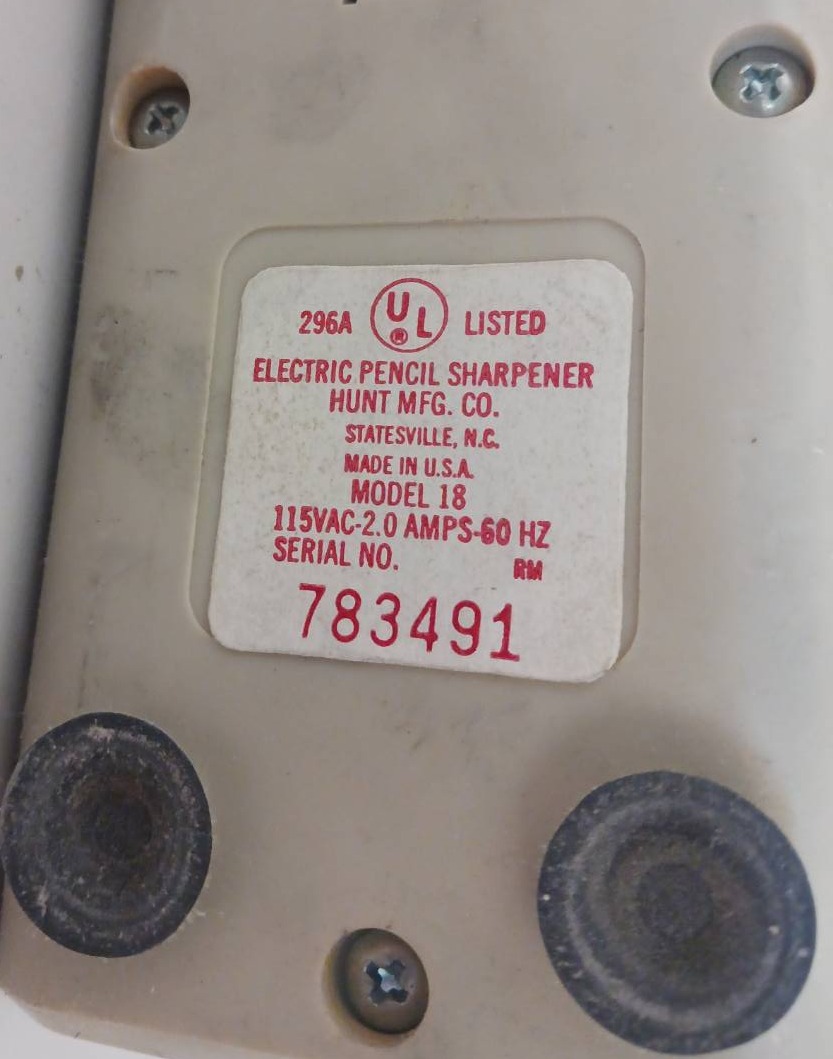 296A UL® LISTED
ELECTRIC PENCIL SHARPENER
HUNT MFG. CO.
STATESVILLE, N.C.
MADE IN U.S.A.
MODEL 18
115VAC-2.0 AMPS-60 HZ
SERIAL NO. RM
783491